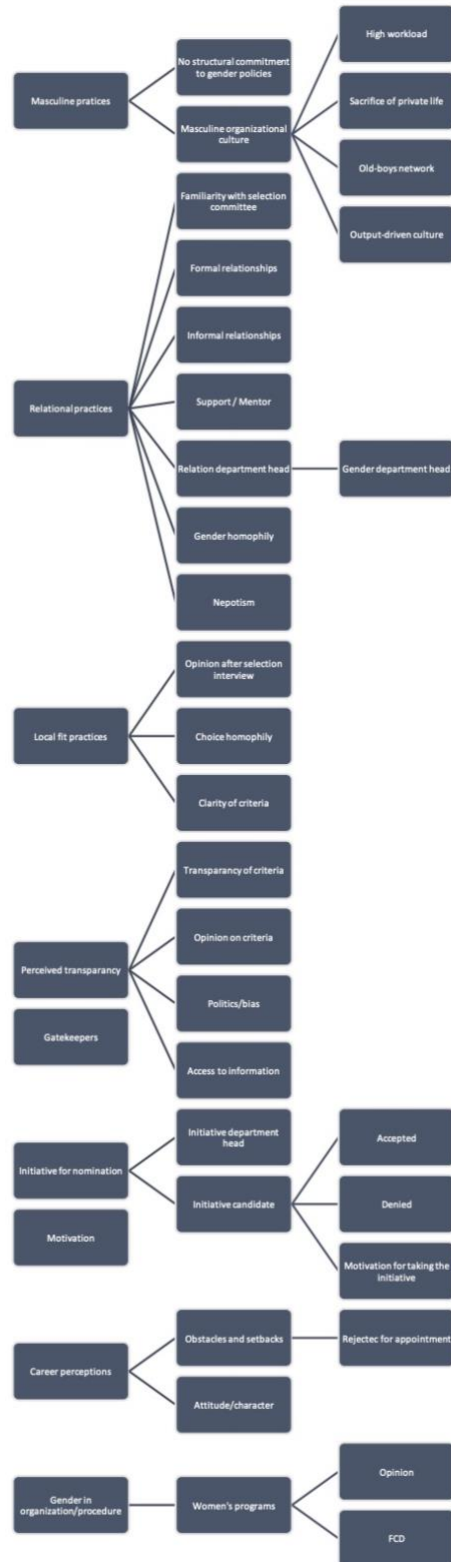 Masculine pratices
No structural commitment
to gender policies
Masculine organizational
culture
High workload
Sacrifice of private life
Old-boys network
Output-driven culture
Relational practices
Familiarity with selection
committee
Formal relationships
Informal relationships
Support / Mentor
Relation department head
Gender department head
Gender homophily
Nepotism
Local fit practices
Opinion after selection
interview
Choice homophily
Clarity of criteria
Perceived transparancy
Transparancy of criteria
Opinion on criteria
Politics/bias
Access to information
Gatekeepers
Initiative for nomination
Initiative department
head
Initiative candidate
Accepted
Denied
Motivation for taking the
initiative
Motivation
Career perceptions
Obstacles and setbacks
Rejectec for appointment
Attitude/character
Gender in
organization/procedure
Women's programs
Opinion
FCD